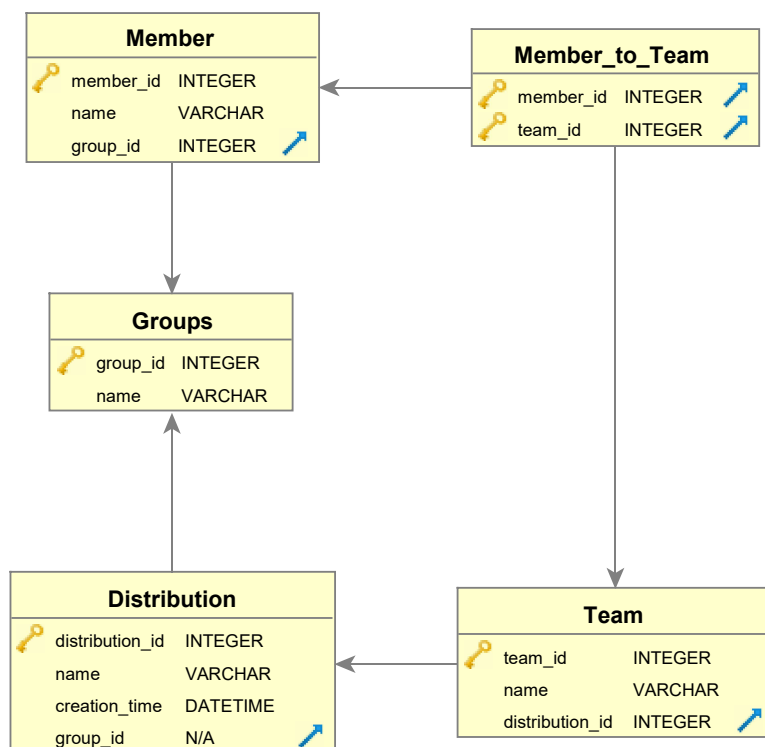 Member
member_id INTEGER
name VARCHAR
group_id INTEGER
Member_to_Team
member_id INTEGER
team_id INTEGER
Groups
group_id INTEGER
name VARCHAR
Distribution
distribution_id INTEGER
name VARCHAR
creation_time DATETIME
group_id N/A
Team
team_id INTEGER
name VARCHAR
distribution_id INTEGER